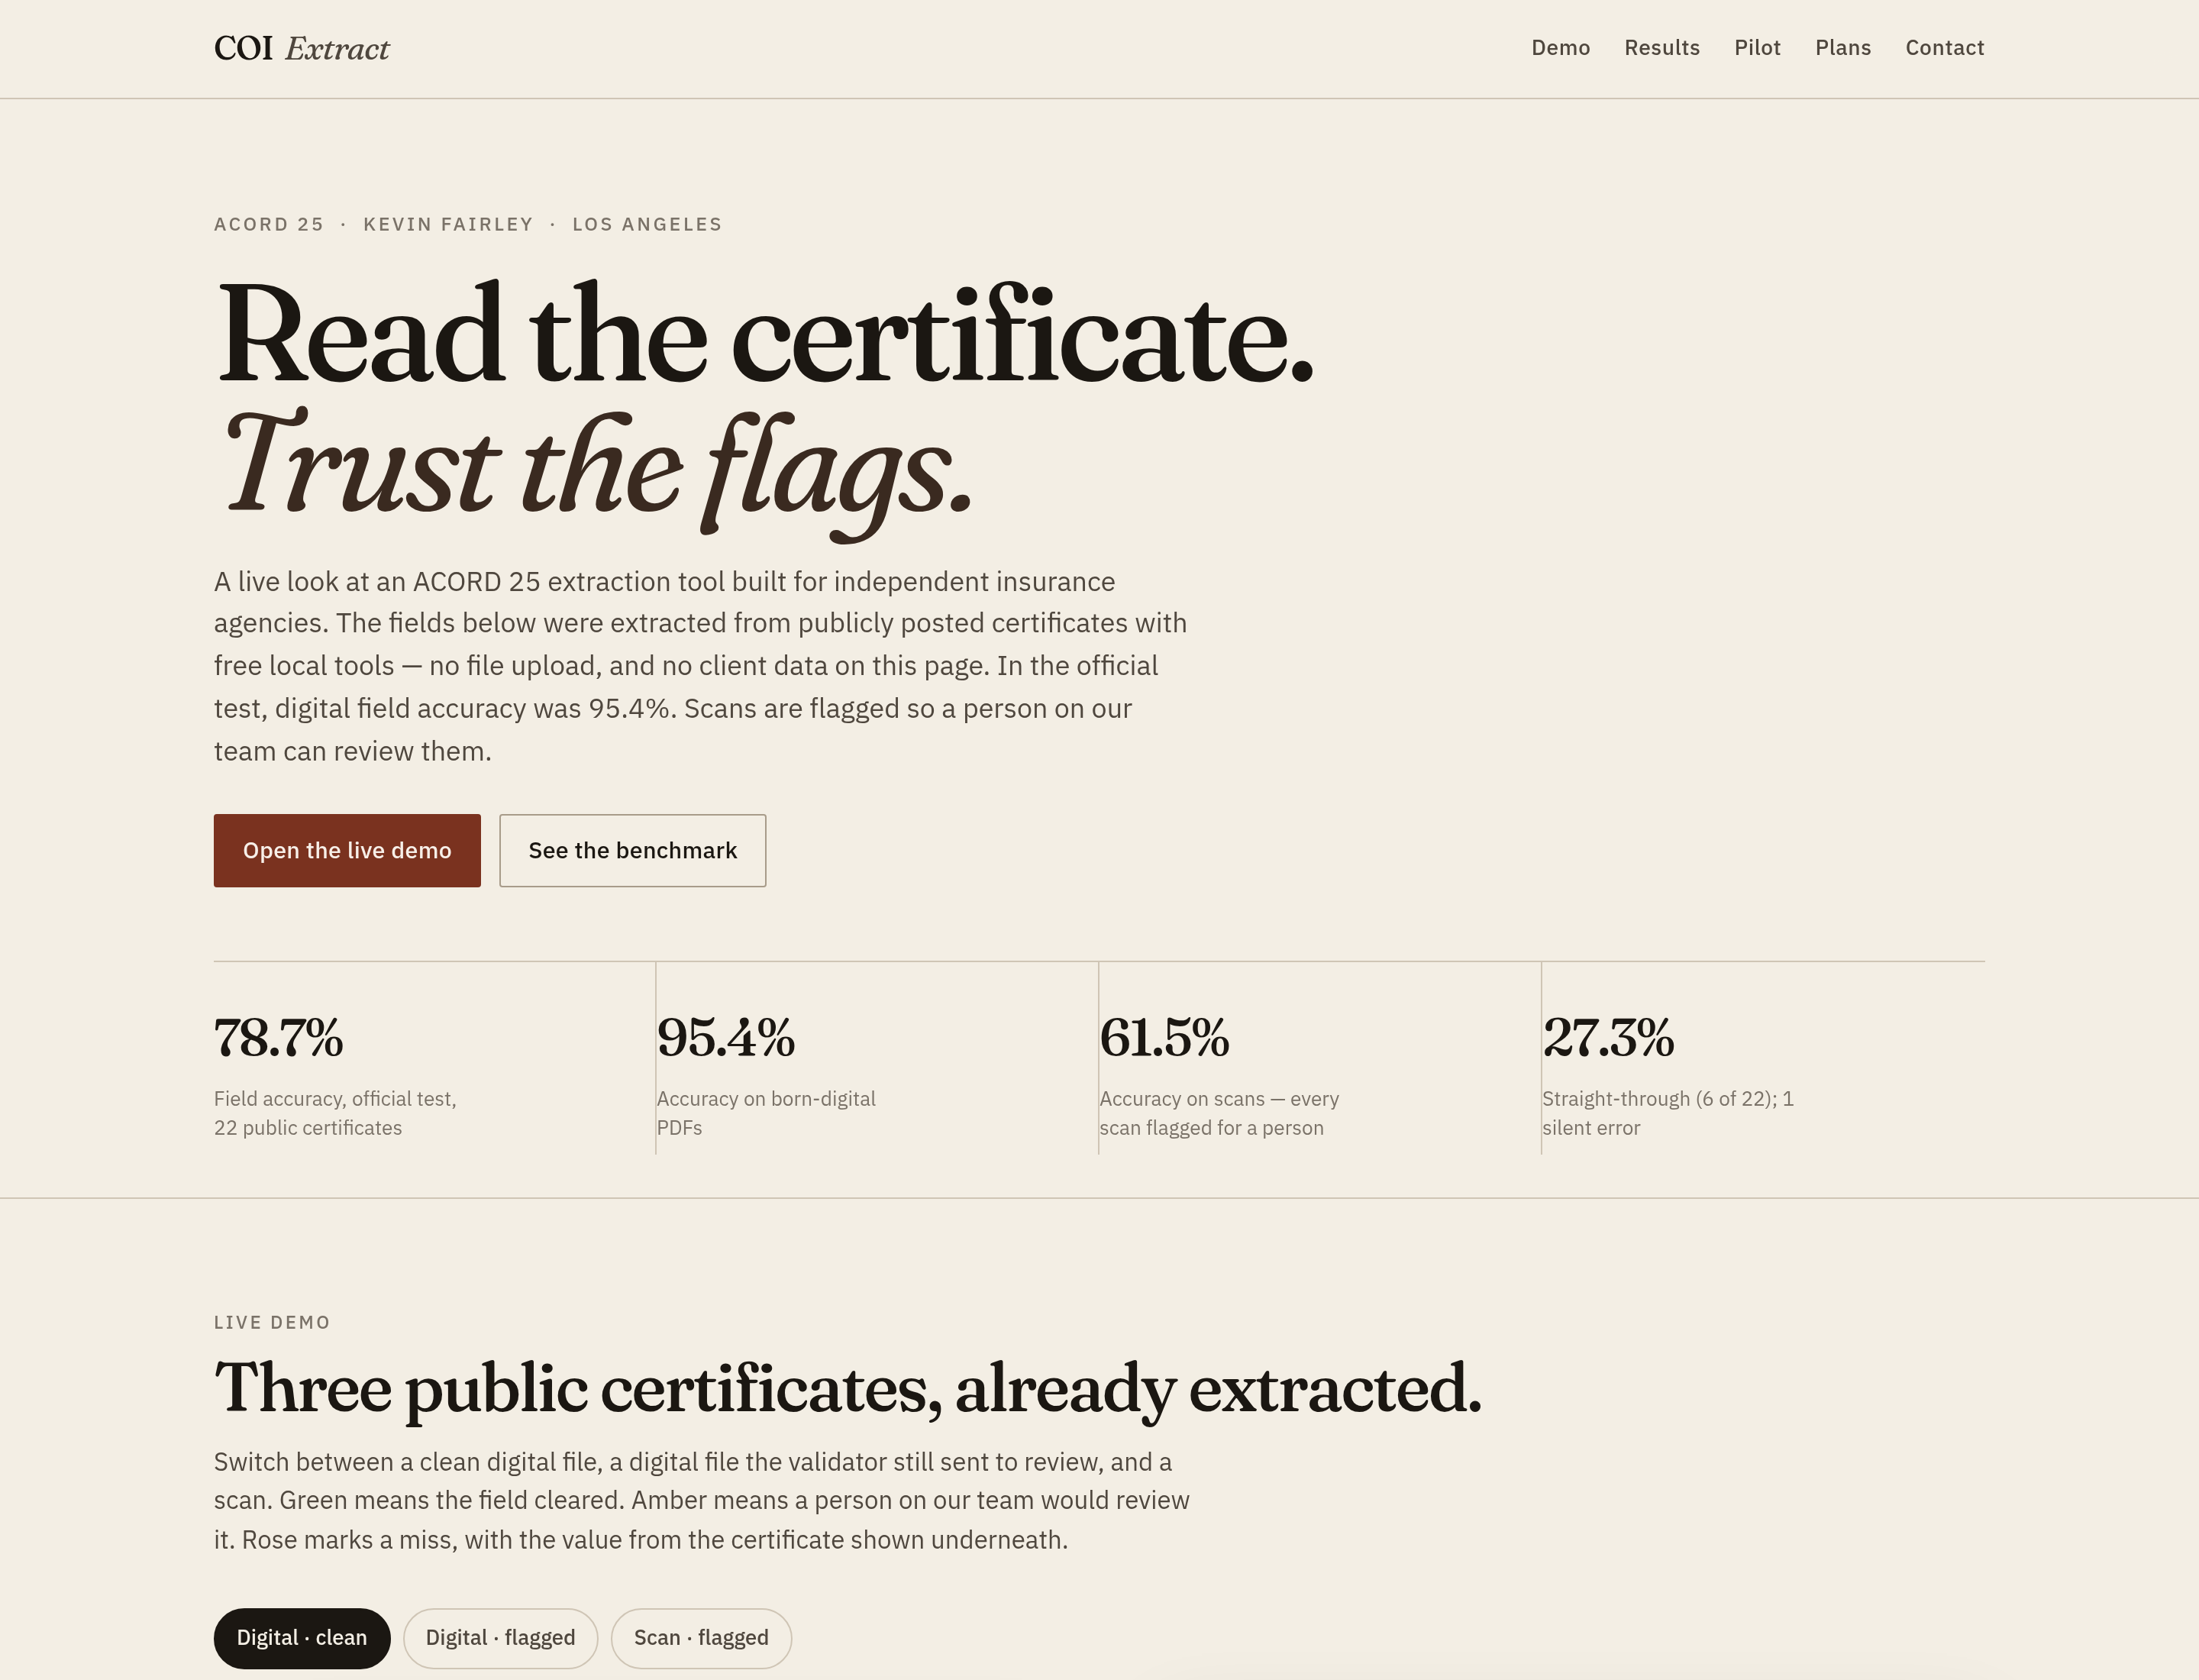 COI Extract
Demo Results Pilot Plans Contact
ACORD 25 · KEVIN FAIRLEY · LOS ANGELES
Read the certificate.
Trust the flags.
A live look at an ACORD 25 extraction tool built for independent insurance
agencies. The fields below were extracted from publicly posted certificates with
free local tools — no file upload, and no client data on this page. In the official
test, digital field accuracy was 95.4%. Scans are flagged so a person on our
team can review them.
Open the live demo
See the benchmark
78.7%
Field accuracy, official test,
22 public certificates
95.4%
Accuracy on born-digital
PDFs
61.5%
Accuracy on scans — every
scan flagged for a person
27.3%
Straight-through (6 of 22); 1
silent error
LIVE DEMO
Three public certificates, already extracted.
Switch between a clean digital file, a digital file the validator still sent to review, and a
scan. Green means the field cleared. Amber means a person on our team would review
it. Rose marks a miss, with the value from the certificate shown underneath.
Digital · clean
Digital · flagged
Scan · flagged